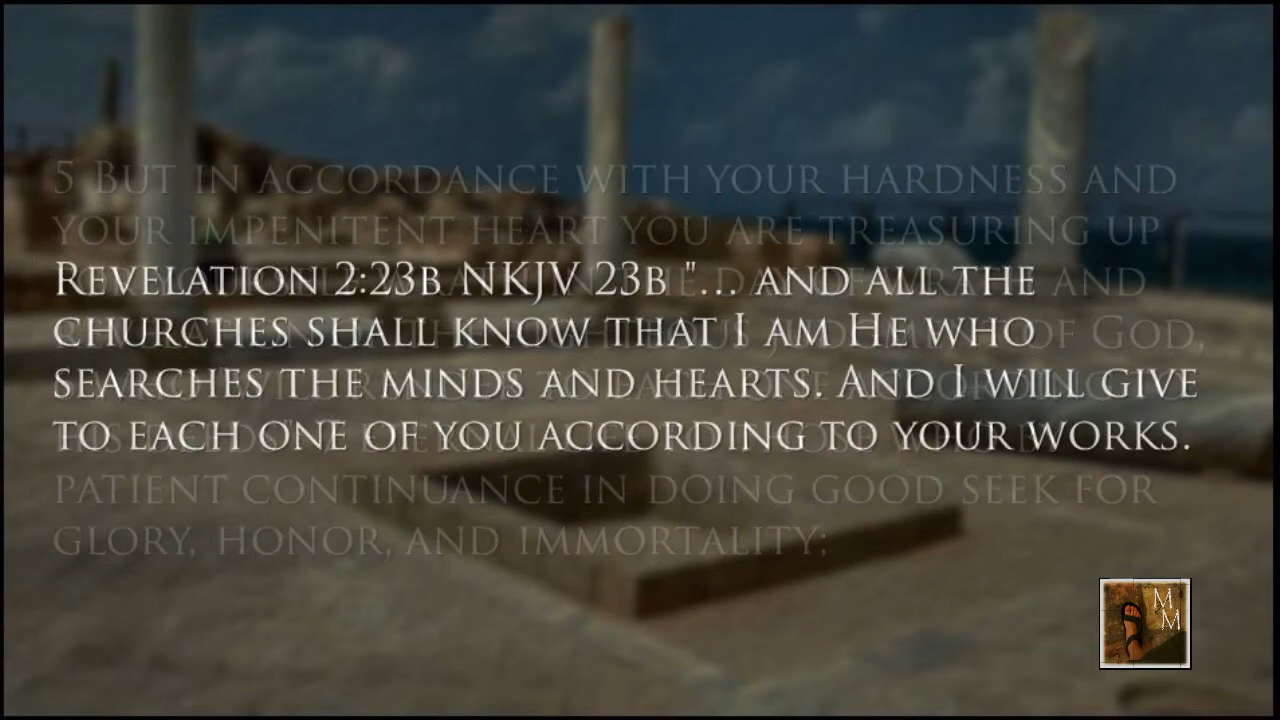 5 But in accordance with your hardness and
your impenitent heart you are treasuring up
Revelation 2:23b NKJV 23b "... and all the
churches shall know that I am He who
searches the minds and hearts. And I will give
to each one of you according to your works.
patient continuance in doing good seek for
glory, honor, and immortality;
M
M